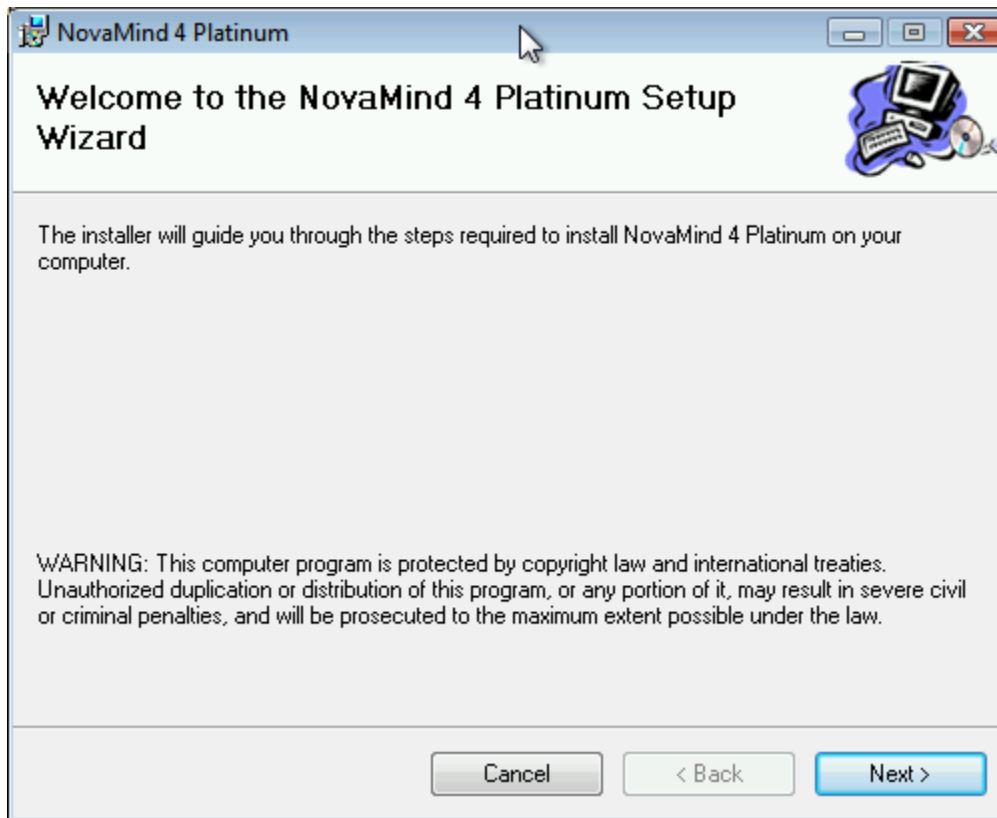 NovaMind 4 Platinum
Welcome to the NovaMind 4 Platinum Setup
Wizard
The installer will guide you through the steps required to install NovaMind 4 Platinum on your
computer.
WARNING: This computer program is protected by copyright law and international treaties.
Unauthorized duplication or distribution of this program, or any portion of it, may result in severe civil
or criminal penalties, and will be prosecuted to the maximum extent possible under the law.
Cancel < Back Next >